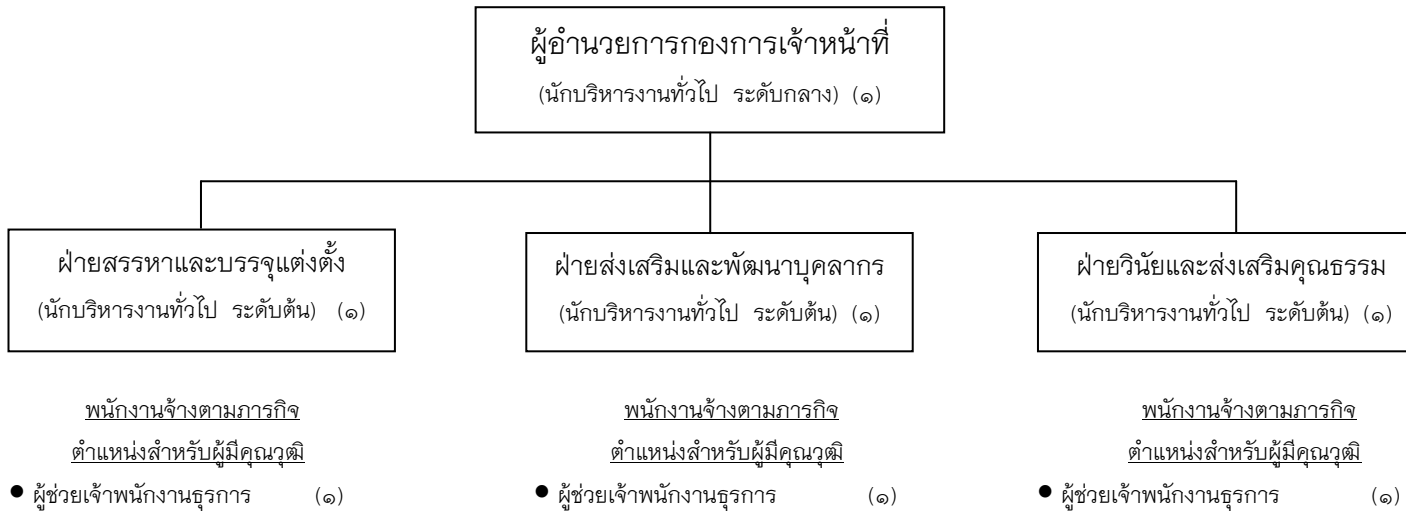 ผู้อำนวยการกองการเจ้าหน้าที่
(นักบริหารงานทั่วไป ระดับกลาง) (๑)
ฝ่ายสรรหาและบรรจุแต่งตั้ง
(นักบริหารงานทั่วไป ระดับต้น) (๑)
พนักงานจ้างตามภารกิจ
ตำแหน่งสำหรับผู้มีคุณวุฒิ
● ผู้ช่วยเจ้าพนักงานธุรการ (๑)
ฝ่ายส่งเสริมและพัฒนาบุคลากร
(นักบริหารงานทั่วไป ระดับต้น) (๑)
พนักงานจ้างตามภารกิจ
ตำแหน่งสำหรับผู้มีคุณวุฒิ
● ผู้ช่วยเจ้าพนักงานธุรการ (๑)
ฝ่ายวินัยและส่งเสริมคุณธรรม
(นักบริหารงานทั่วไป ระดับต้น) (๑)
พนักงานจ้างตามภารกิจ
ตำแหน่งสำหรับผู้มีคุณวุฒิ
● ผู้ช่วยเจ้าพนักงานธุรการ (๑)